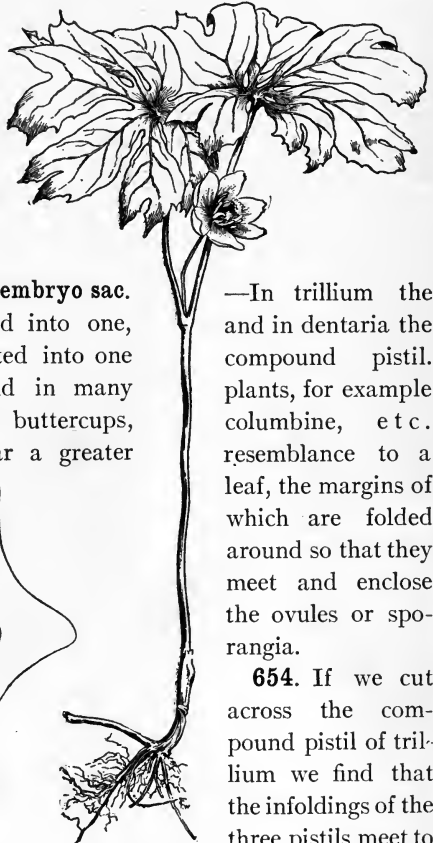 embryo sac. —In trillium the
d into one, and in dentaria the
ted into one compound pistil.
d in many plants, for example
buttercups, columbine, etc.
ar a greater resemblance to a
leaf, the margins of
which are folded
around so that they
meet and enclose
the ovules or spo-
rangia.
654. If we cut
across the com-
pound pistil of tril-
lium we find that
the infoldings of the
three pistils meet to